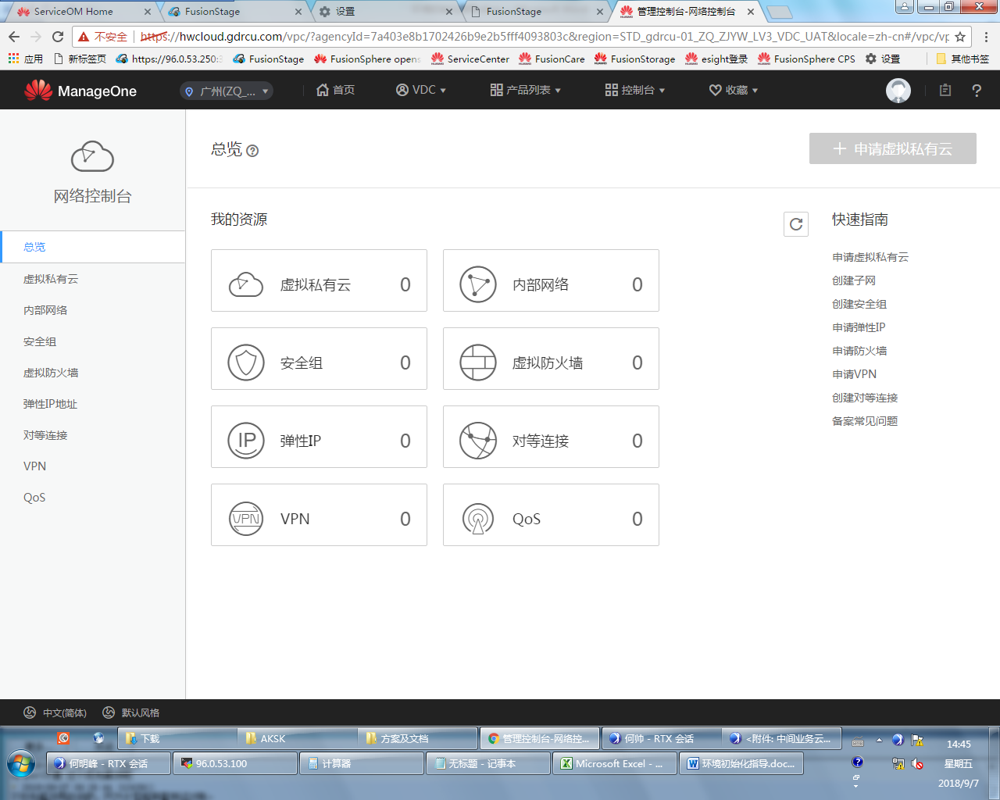 ServiceOM Home
FusionStage
设置
FusionStage
管理控制台-网络控制台
不安全
https://hwcloud.gdrcu.com/vpc/?agencyId=7a403e8b1702426b9e2b5fff4093803c&region=STD_gdrcu-01_ZQ_ZJYW_LV3_VDC_UAT&locale=zh-cn#/vpc/vp
应用
新标签页
https://96.0.53.250:
FusionStage
FusionSphere opens
ServiceCenter
FusionCare
FusionStorage
esight登录
FusionSphere CPS
设置
其他书签
ManageOne
广州(ZQ_...
首页
VDC
产品列表
控制台
收藏
网络控制台
总览
虚拟私有云
内部网络
安全组
虚拟防火墙
弹性IP地址
对等连接
VPN
QoS
总览
申请虚拟私有云
我的资源
虚拟私有云 0
内部网络 0
安全组 0
虚拟防火墙 0
IP 弹性IP 0
对等连接 0
VPN VPN 0
QoS 0
快速指南
申请虚拟私有云
创建子网
创建安全组
申请弹性IP
申请防火墙
申请VPN
创建对等连接
备案常见问题
中文(简体)
默认风格
下载
AKSK
方案及文档
管理控制台-网络控...
何帅 - RTX 会话
<附件: 中间业务云...
何明峰 - RTX 会话
96.0.53.100
计算器
无标题 - 记事本
Microsoft Excel - ...
环境初始化指导.doc...
14:45
星期五
2018/9/7